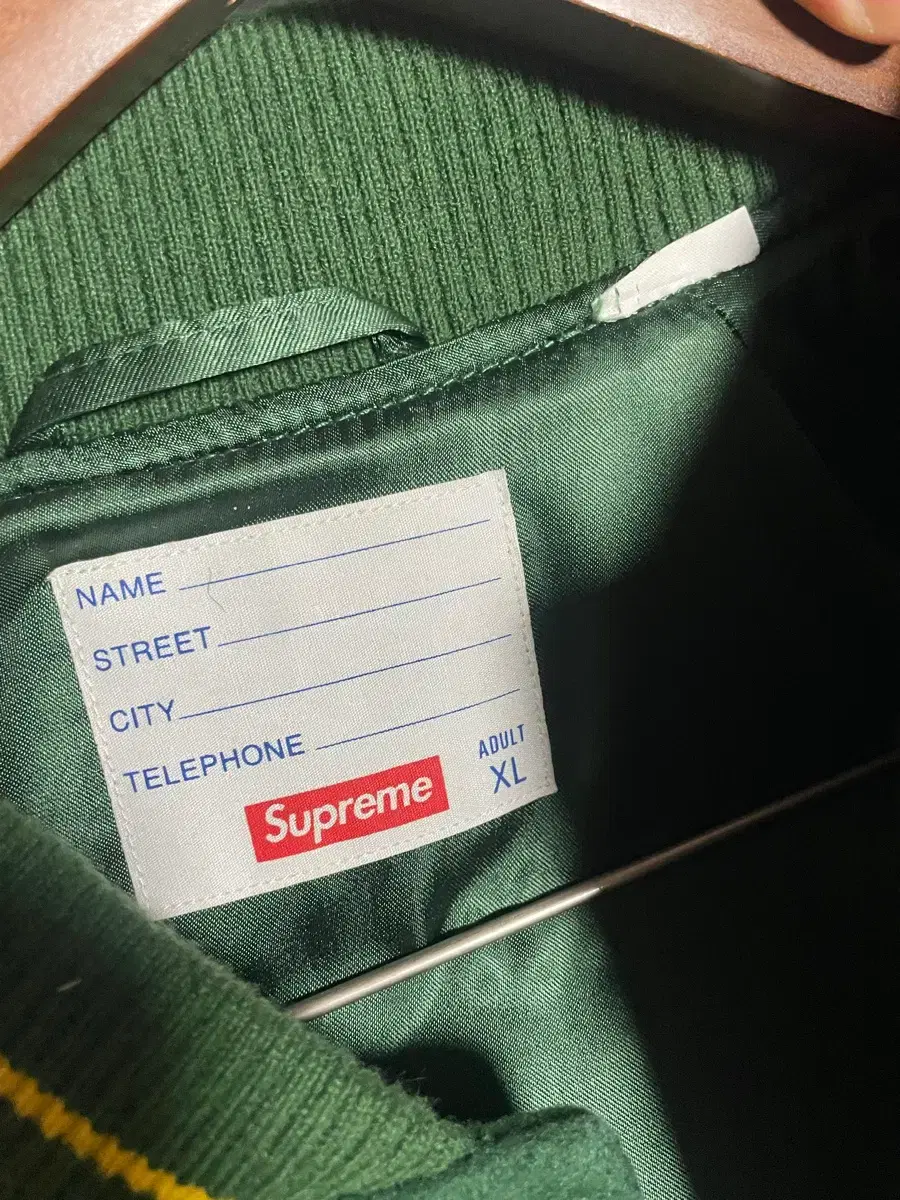 NAME
STREET
CITY
TELEPHONE
ADULT
XL
Supreme